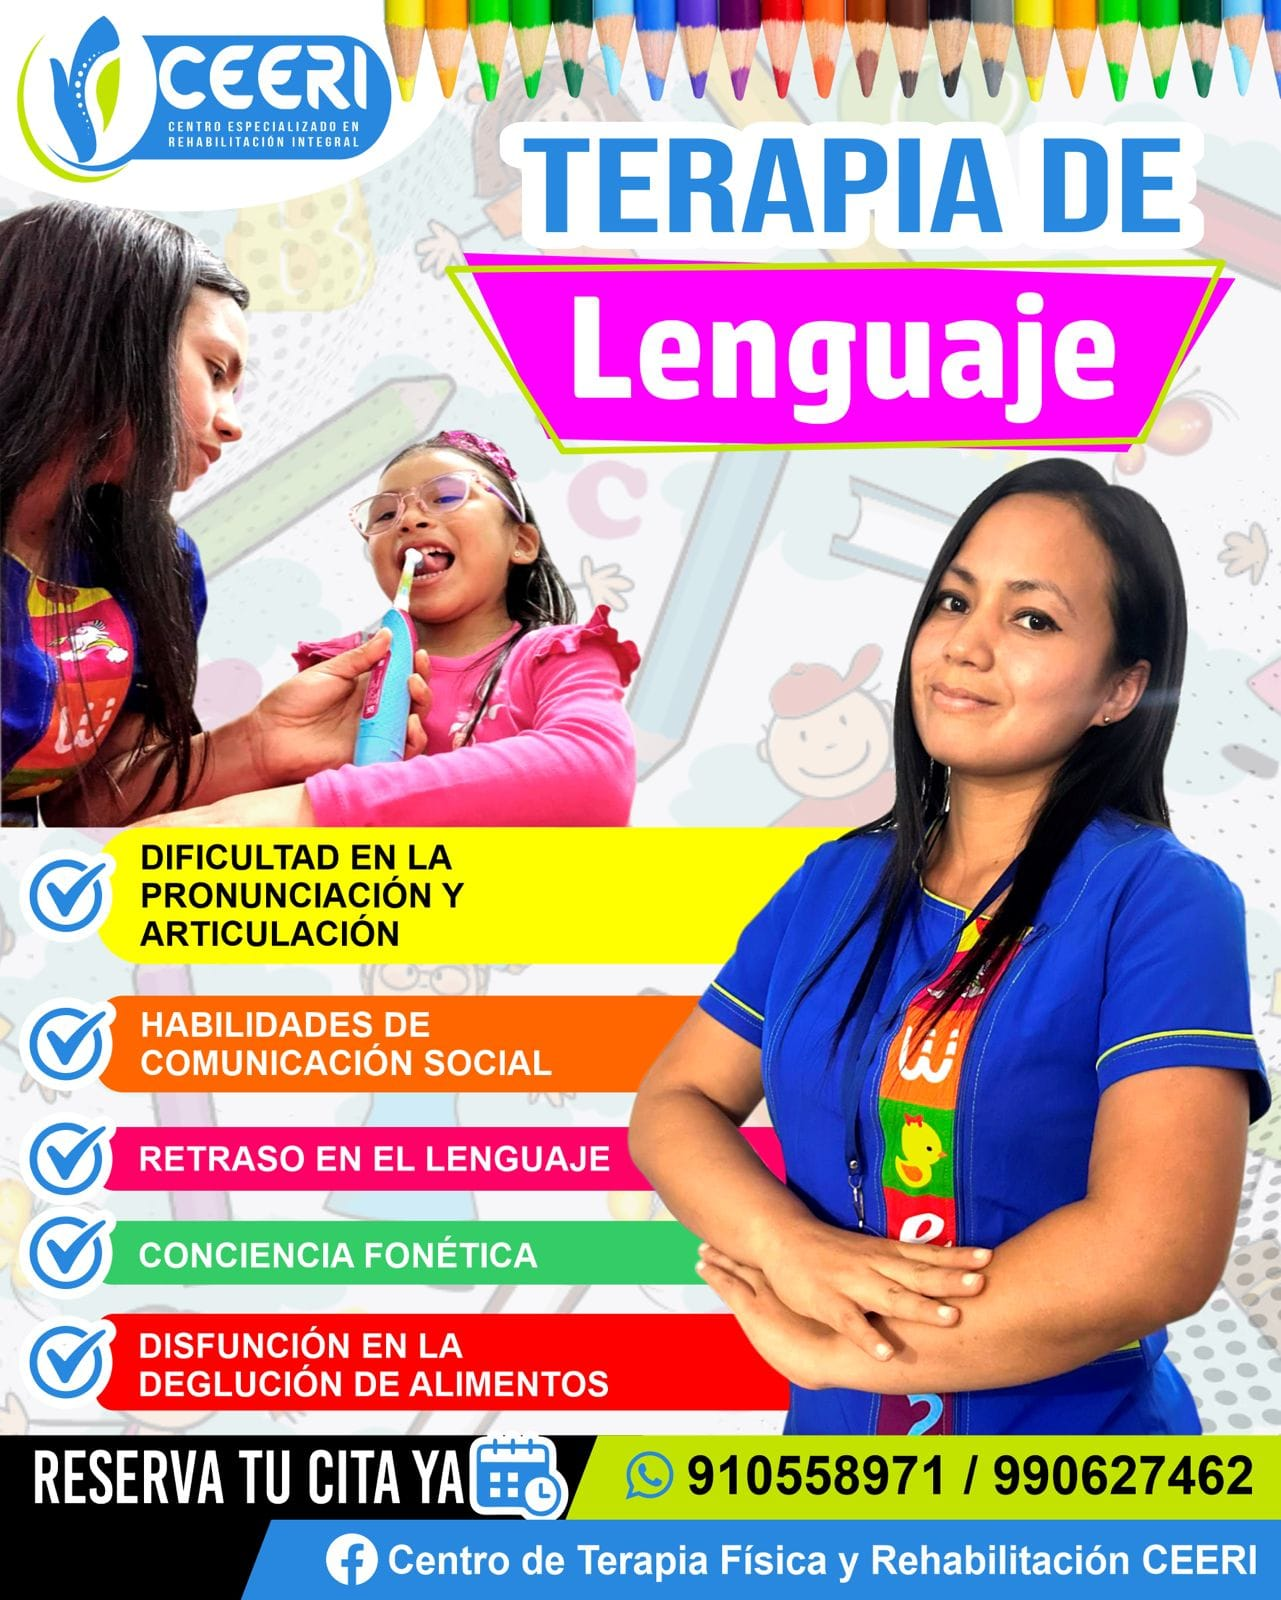 CEERI
CENTRO ESPECIALIZADO EN
REHABILITACIÓN INTEGRAL
TERAPIA DE
Lenguaje
DIFICULTAD EN LA
PRONUNCIACIÓN Y
ARTICULACIÓN
HABILIDADES DE
COMUNICACIÓN SOCIAL
RETRASO EN EL LENGUAJE
CONCIENCIA FONÉTICA
DISFUNCIÓN EN LA
DEGLUCIÓN DE ALIMENTOS
RESERVA TU CITA YA
910558971 / 990627462
Centro de Terapia Física y Rehabilitación CEERI